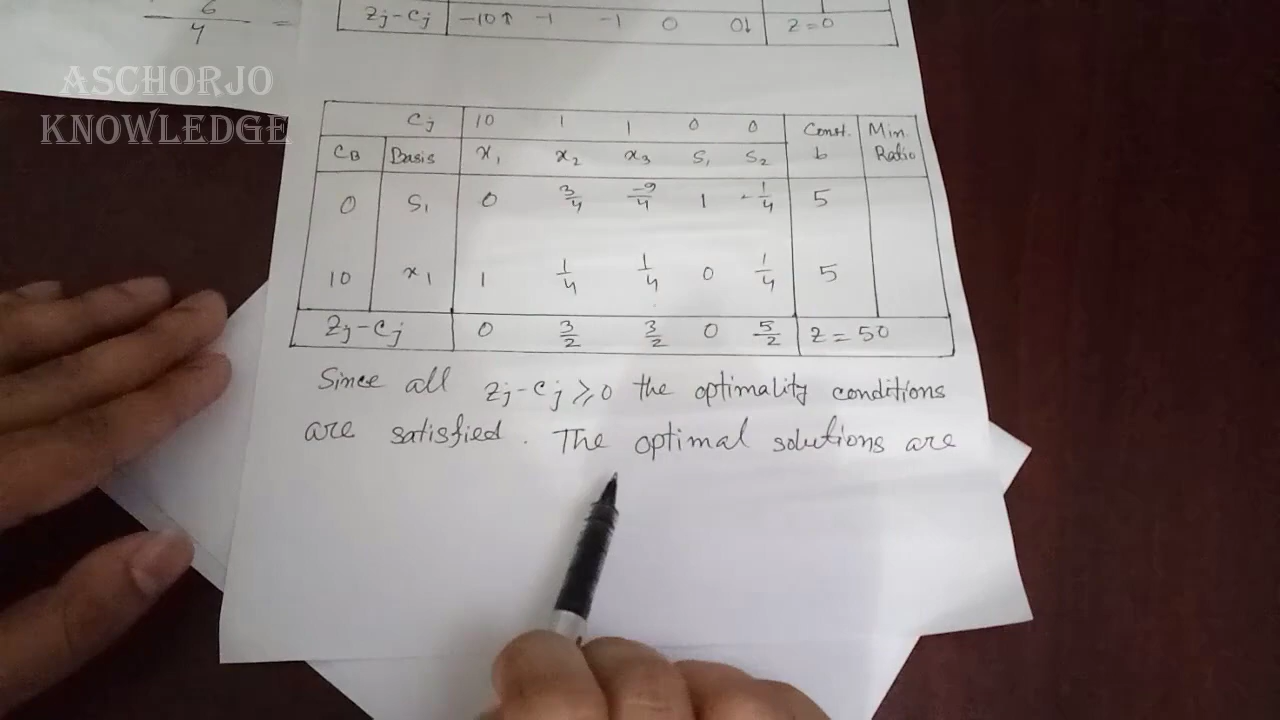 6
4 =
Zj-Cj -10↑ -1 -1 0 0↓ Z=0
ASCHORJO
KNOWLEDGE
Cj 10 1 1 0 0 Const. Min.
CB Basis x₁ x₂ x₃ S₁ S₂ b Ratio
0 S₁ 0 3/4 -9/4 1 -1/4 5
10 x₁ 1 1/4 1/4 0 1/4 5
Zj-Cj 0 3/2 3/2 0 5/2 Z=50
Since all Zj-Cj⩾0 the optimality conditions
are satisfied. The optimal solutions are